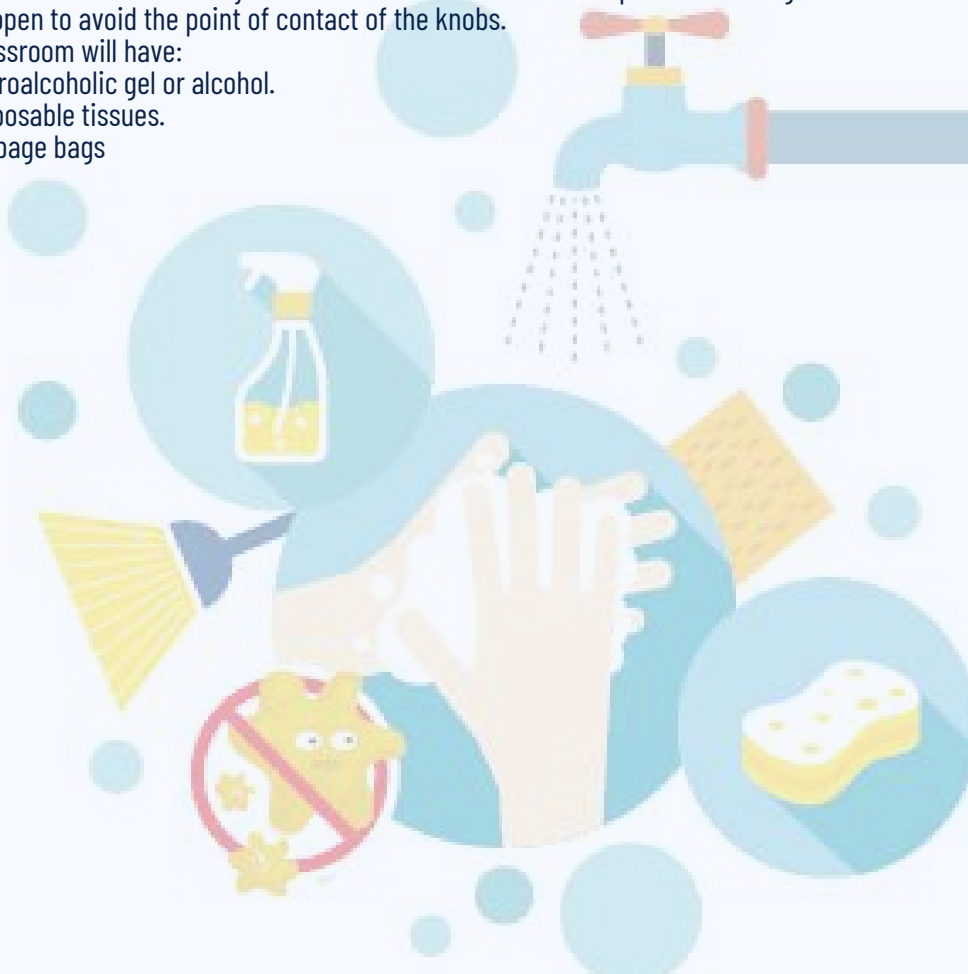 open to avoid the point of contact of the knobs.
ssroom will have:
roalcoholic gel or alcohol.
posable tissues.
bage bags